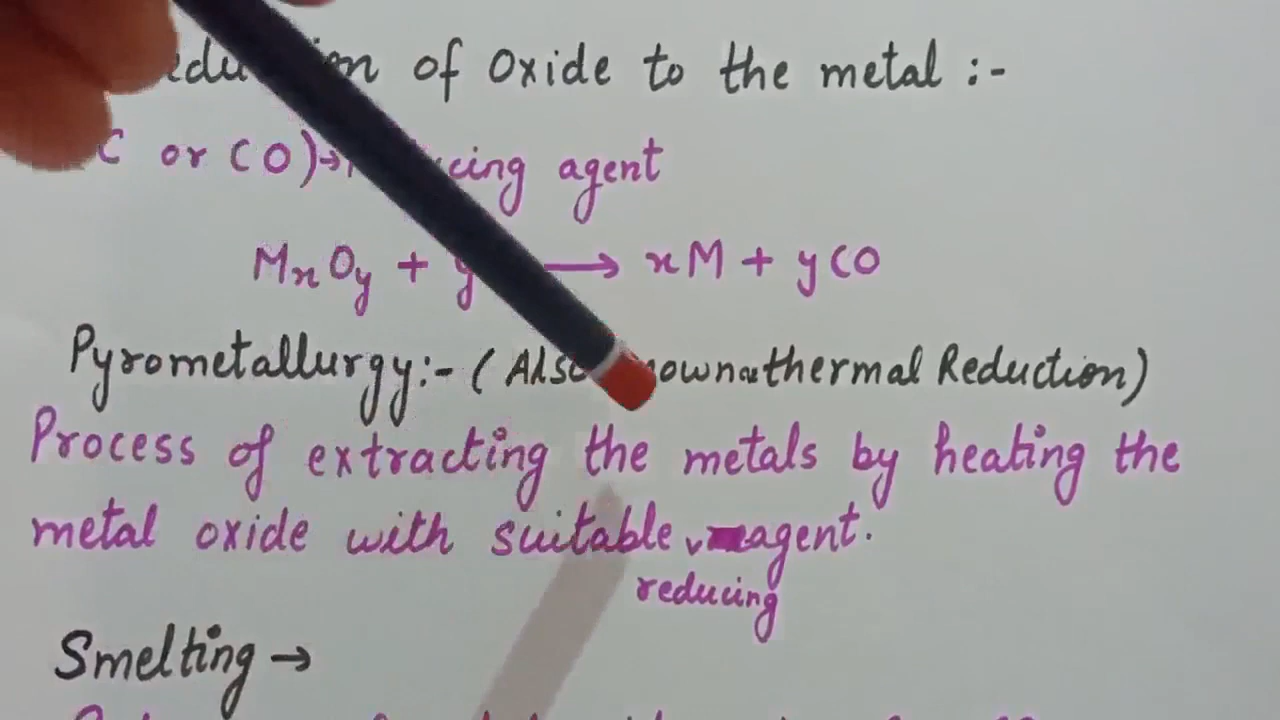 of Oxide to the metal :-
C or CO)→ agent
MxOy + y → xM + yCO
Pyrometallurgy:- (Also thermal Reduction)
Process of extracting the metals by heating the
metal oxide with suitable agent.
reducing
Smelting →